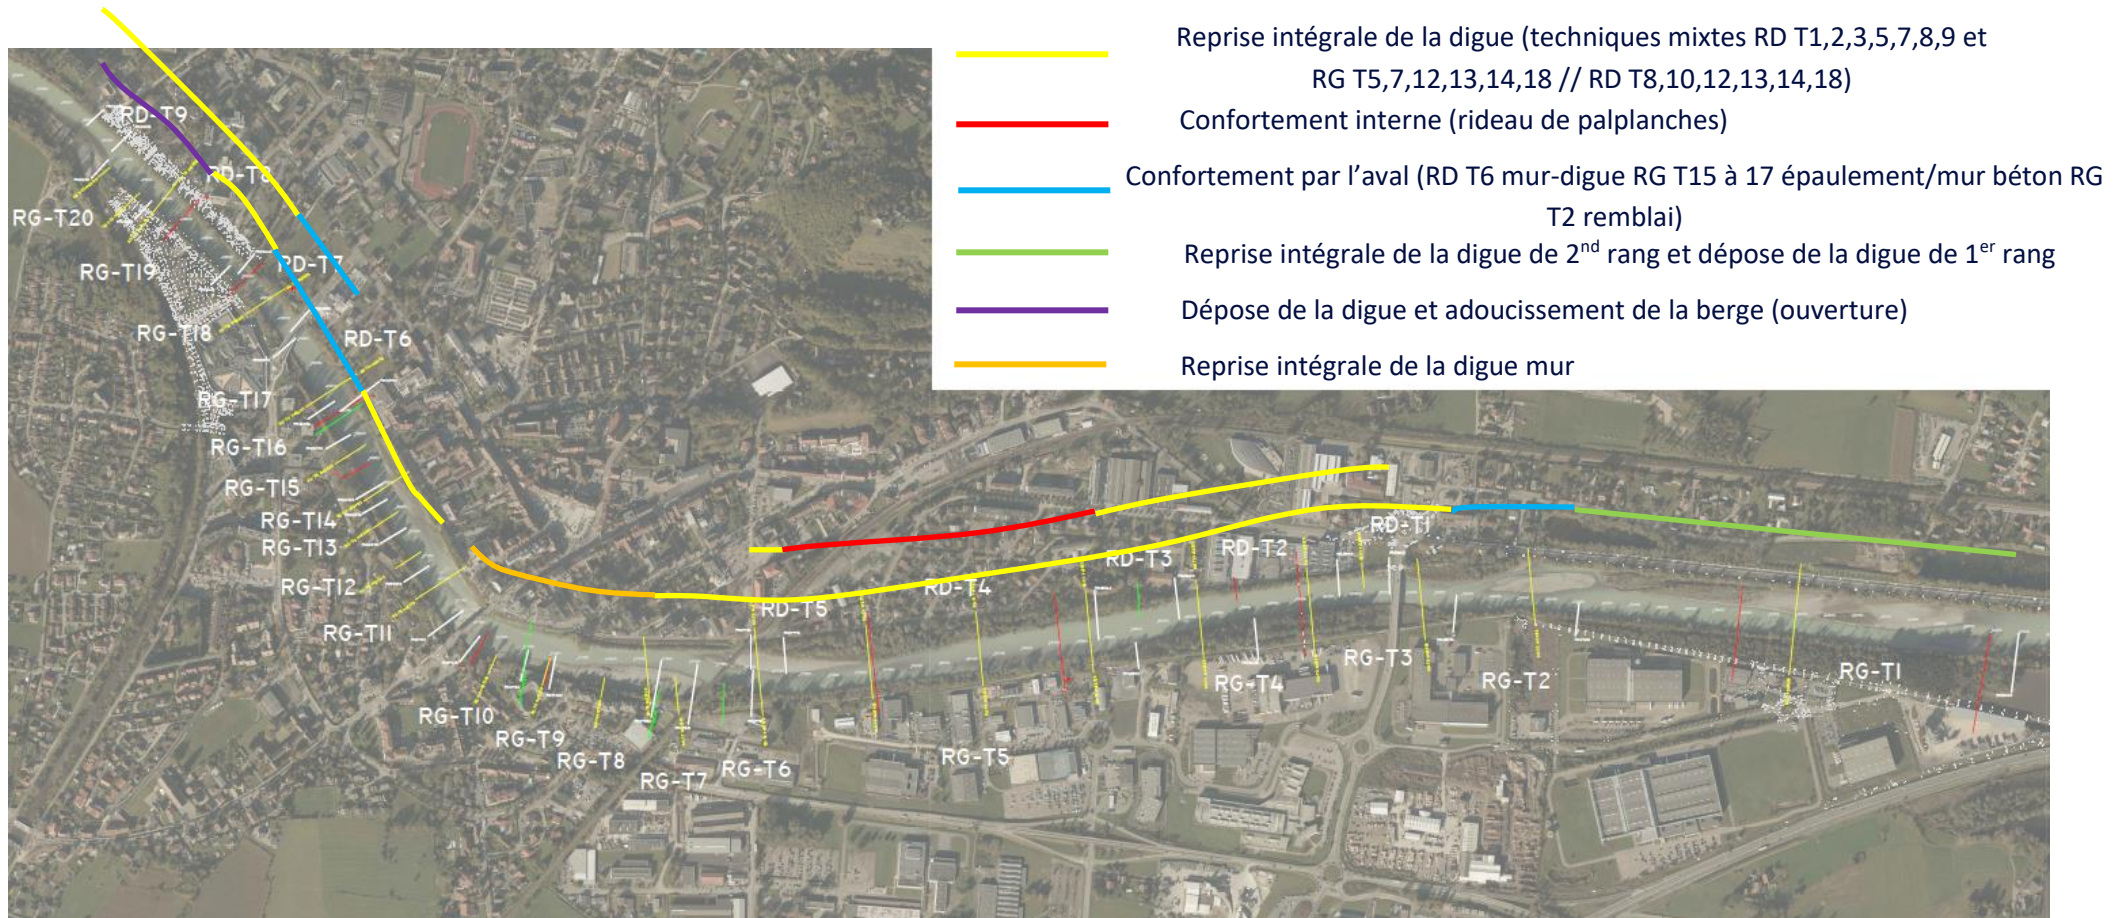 Reprise intégrale de la digue (techniques mixtes RD T1,2,3,5,7,8,9 et
RG T5,7,12,13,14,18 // RD T8,10,12,13,14,18)
Confortement interne (rideau de palplanches)
Confortement par l’aval (RD T6 mur-digue RG T15 à 17 épaulement/mur béton RG
T2 remblai)
Reprise intégrale de la digue de 2nd rang et dépose de la digue de 1er rang
Dépose de la digue et adoucissement de la berge (ouverture)
Reprise intégrale de la digue mur
RD-T9
RD-T8
RG-T20
RG-T19
RD-T7
RG-T18
RD-T6
RG-T17
RG-T16
RG-T15
RG-T14
RG-T13
RG-T12
RG-T11
RG-T10
RG-T9
RG-T8
RG-T7
RG-T6
RD-T5
RD-T4
RD-T3
RD-T2
RD-T1
RG-T5
RG-T4
RG-T3
RG-T2
RG-T1